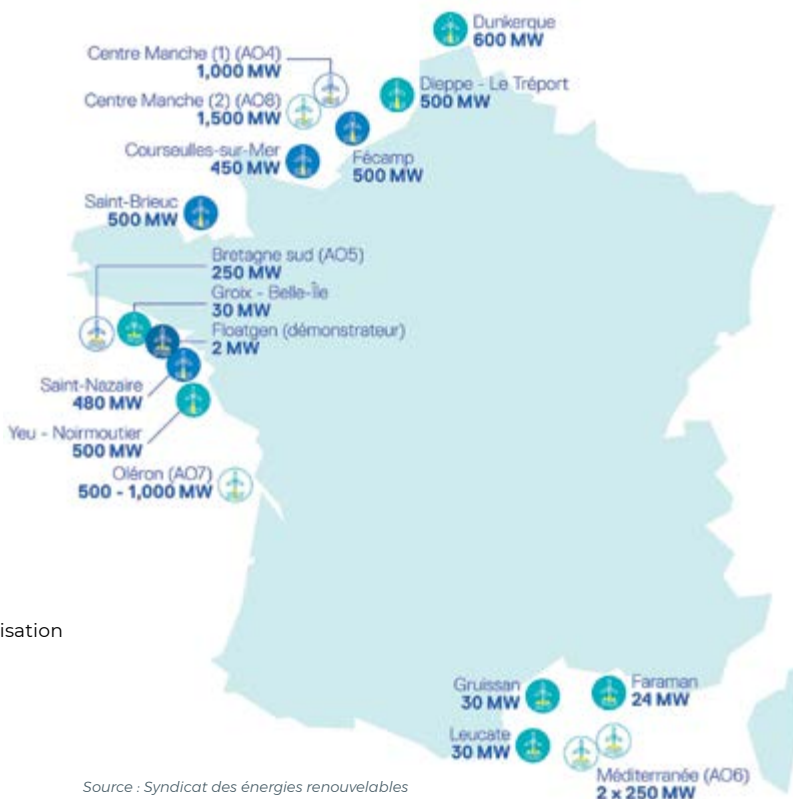 Dunkerque
600 MW
Centre Manche (1) (AO4)
1,000 MW
Dieppe - Le Tréport
500 MW
Centre Manche (2) (AO8)
1,500 MW
Courseulles-sur-Mer
450 MW
Fécamp
500 MW
Saint-Brieuc
500 MW
Bretagne sud (AO5)
250 MW
Groix - Belle-Île
30 MW
Floatgen (démonstrateur)
2 MW
Saint-Nazaire
480 MW
Yeu - Noirmoutier
500 MW
Oléron (AO7)
500 - 1,000 MW
isation
Gruissan
30 MW
Faraman
24 MW
Leucate
30 MW
Méditerranée (AO6)
2 x 250 MW
Source : Syndicat des énergies renouvelables